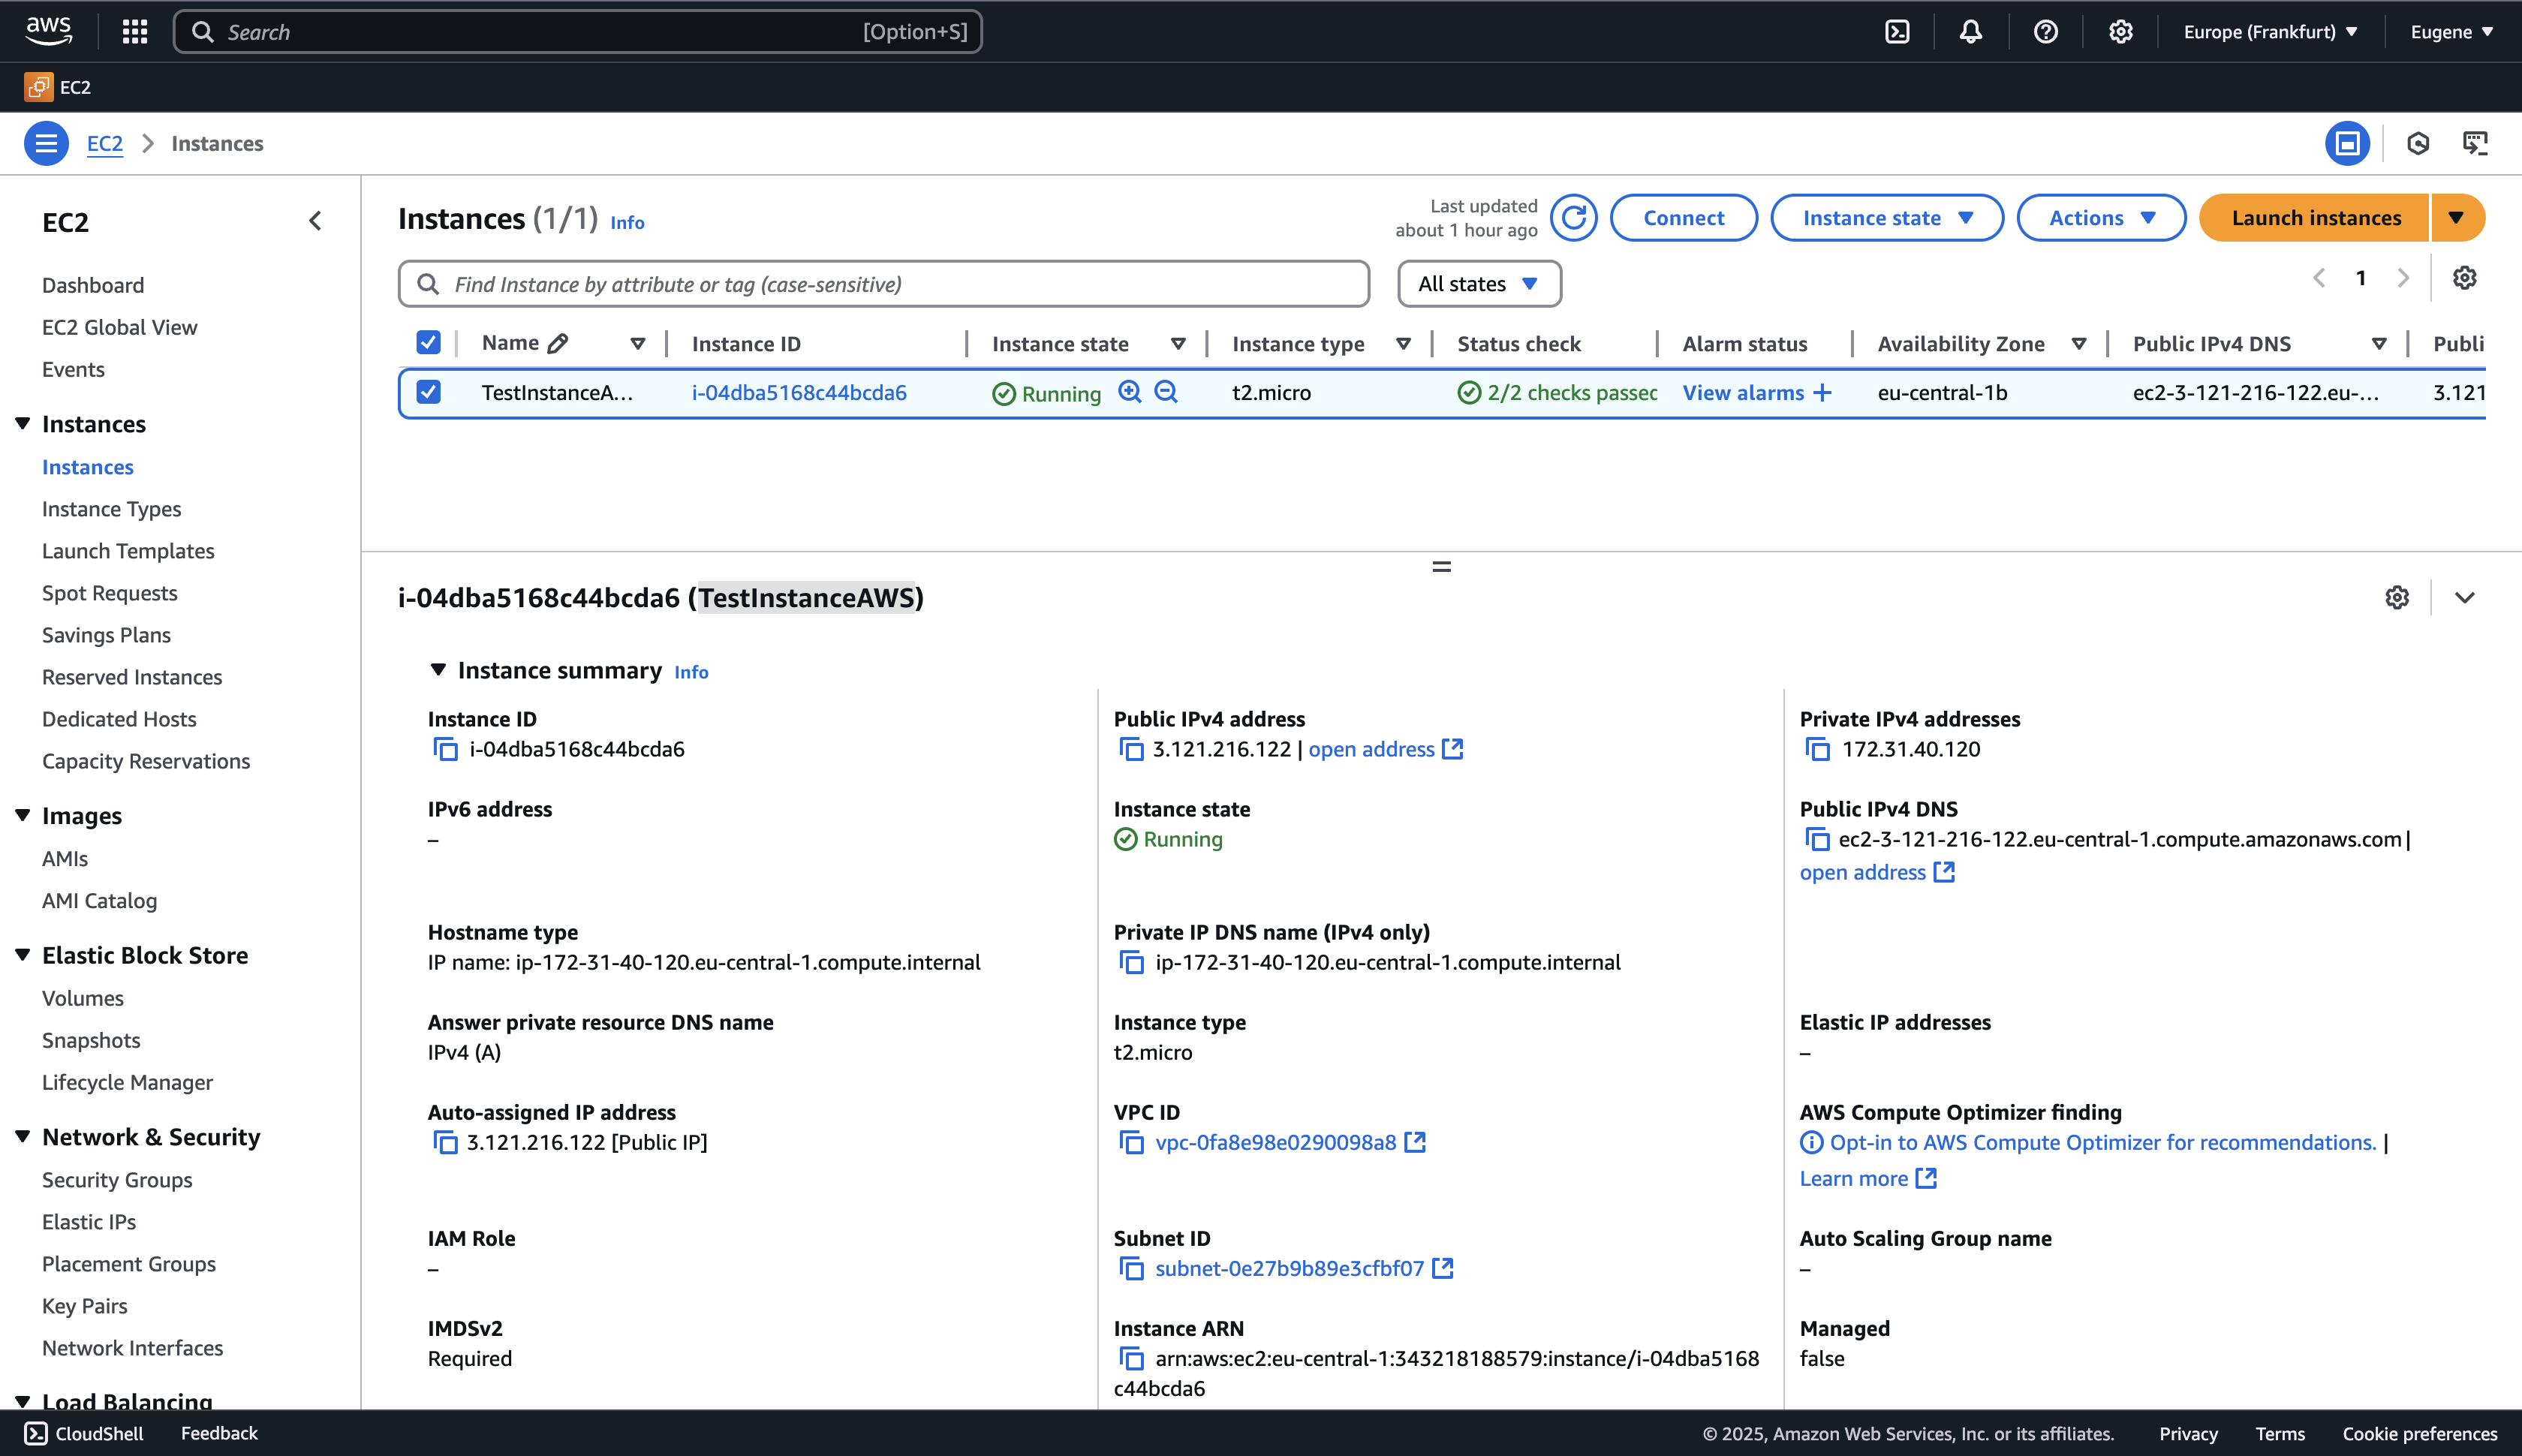 aws
Search
[Option+S]
Europe (Frankfurt)
Eugene
EC2
EC2
Instances
EC2
Dashboard
EC2 Global View
Events
Instances
Instances
Instance Types
Launch Templates
Spot Requests
Savings Plans
Reserved Instances
Dedicated Hosts
Capacity Reservations
Images
AMIs
AMI Catalog
Elastic Block Store
Volumes
Snapshots
Lifecycle Manager
Network & Security
Security Groups
Elastic IPs
Placement Groups
Key Pairs
Network Interfaces
Load Balancing
Instances (1/1) Info
Last updated
about 1 hour ago
Connect
Instance state
Actions
Launch instances
Find Instance by attribute or tag (case-sensitive)
All states
1
Name
Instance ID
Instance state
Instance type
Status check
Alarm status
Availability Zone
Public IPv4 DNS
Publi
TestInstanceA...
i-04dba5168c44bcda6
Running
t2.micro
2/2 checks passec
View alarms +
eu-central-1b
ec2-3-121-216-122.eu-...
3.121
i-04dba5168c44bcda6 (TestInstanceAWS)
Instance summary Info
Instance ID
i-04dba5168c44bcda6
Public IPv4 address
3.121.216.122 | open address
Private IPv4 addresses
172.31.40.120
IPv6 address
–
Instance state
Running
Public IPv4 DNS
ec2-3-121-216-122.eu-central-1.compute.amazonaws.com |
open address
Hostname type
IP name: ip-172-31-40-120.eu-central-1.compute.internal
Private IP DNS name (IPv4 only)
ip-172-31-40-120.eu-central-1.compute.internal
Answer private resource DNS name
IPv4 (A)
Instance type
t2.micro
Elastic IP addresses
–
Auto-assigned IP address
3.121.216.122 [Public IP]
VPC ID
vpc-0fa8e98e0290098a8
AWS Compute Optimizer finding
Opt-in to AWS Compute Optimizer for recommendations. |
Learn more
IAM Role
–
Subnet ID
subnet-0e27b9b89e3cfbf07
Auto Scaling Group name
–
IMDSv2
Required
Instance ARN
arn:aws:ec2:eu-central-1:343218188579:instance/i-04dba5168
c44bcda6
Managed
false
CloudShell
Feedback
© 2025, Amazon Web Services, Inc. or its affiliates.
Privacy
Terms
Cookie preferences